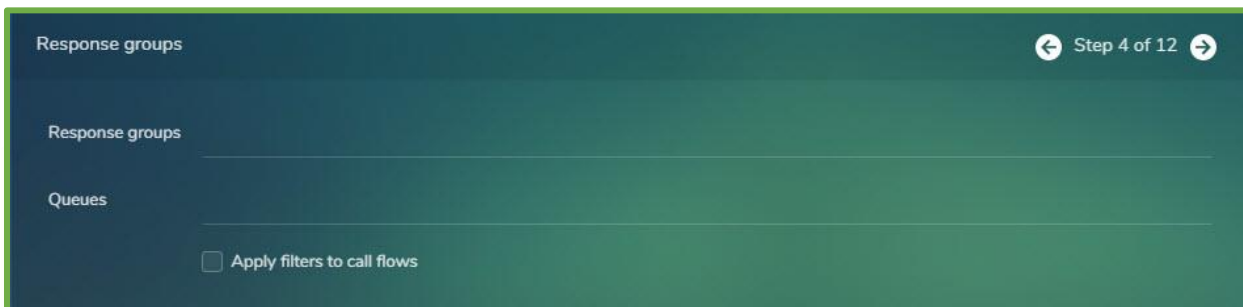 Response groups
Step 4 of 12
Response groups
Queues
Apply filters to call flows